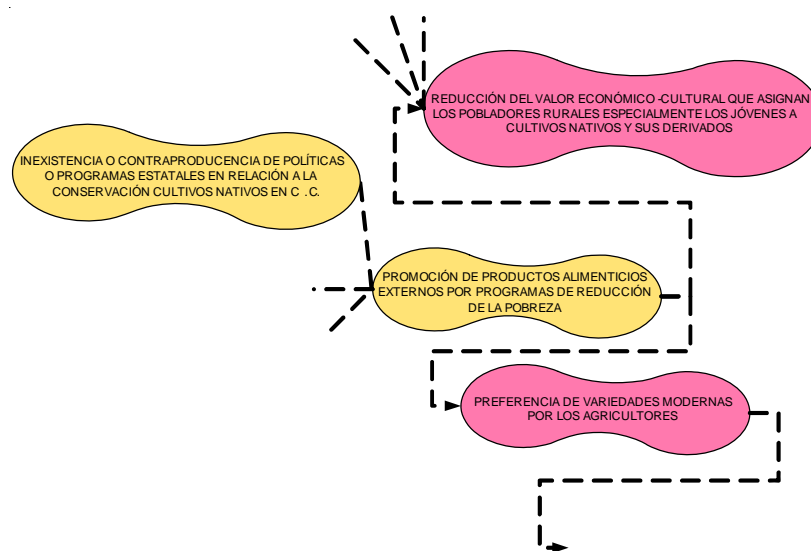 REDUCCIÓN DEL VALOR ECONÓMICO -CULTURAL QUE ASIGNAN
LOS POBLADORES RURALES ESPECIALMENTE LOS JÓVENES A
CULTIVOS NATIVOS Y SUS DERIVADOS
INEXISTENCIA O CONTRAPRODUCENCIA DE POLÍTICAS
O PROGRAMAS ESTATALES EN RELACIÓN A LA
CONSERVACIÓN CULTIVOS NATIVOS EN C .C.
PROMOCIÓN DE PRODUCTOS ALIMENTICIOS
EXTERNOS POR PROGRAMAS DE REDUCCIÓN
DE LA POBREZA
PREFERENCIA DE VARIEDADES MODERNAS
POR LOS AGRICULTORES